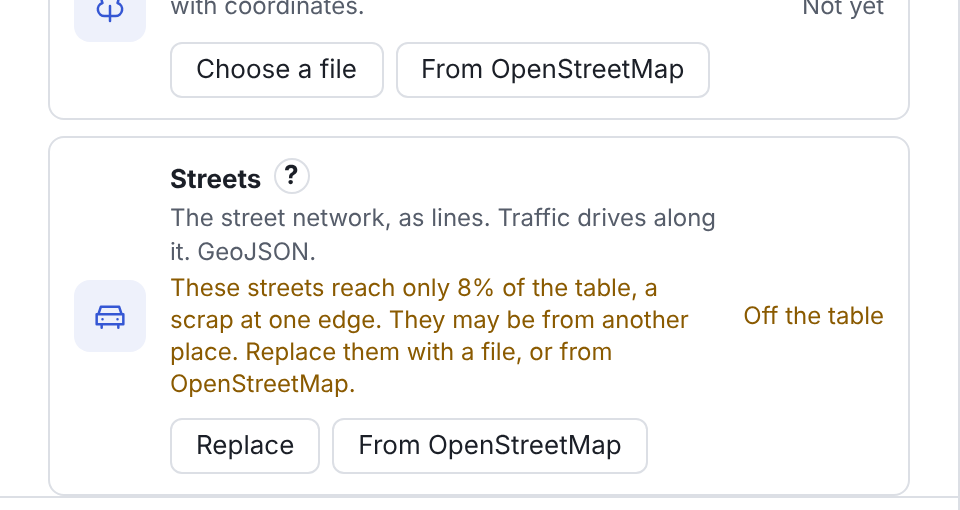 with coordinates.
Not yet
Choose a file
From OpenStreetMap
Streets ?
The street network, as lines. Traffic drives along
it. GeoJSON.
These streets reach only 8% of the table, a
scrap at one edge. They may be from another
place. Replace them with a file, or from
OpenStreetMap.
Off the table
Replace
From OpenStreetMap